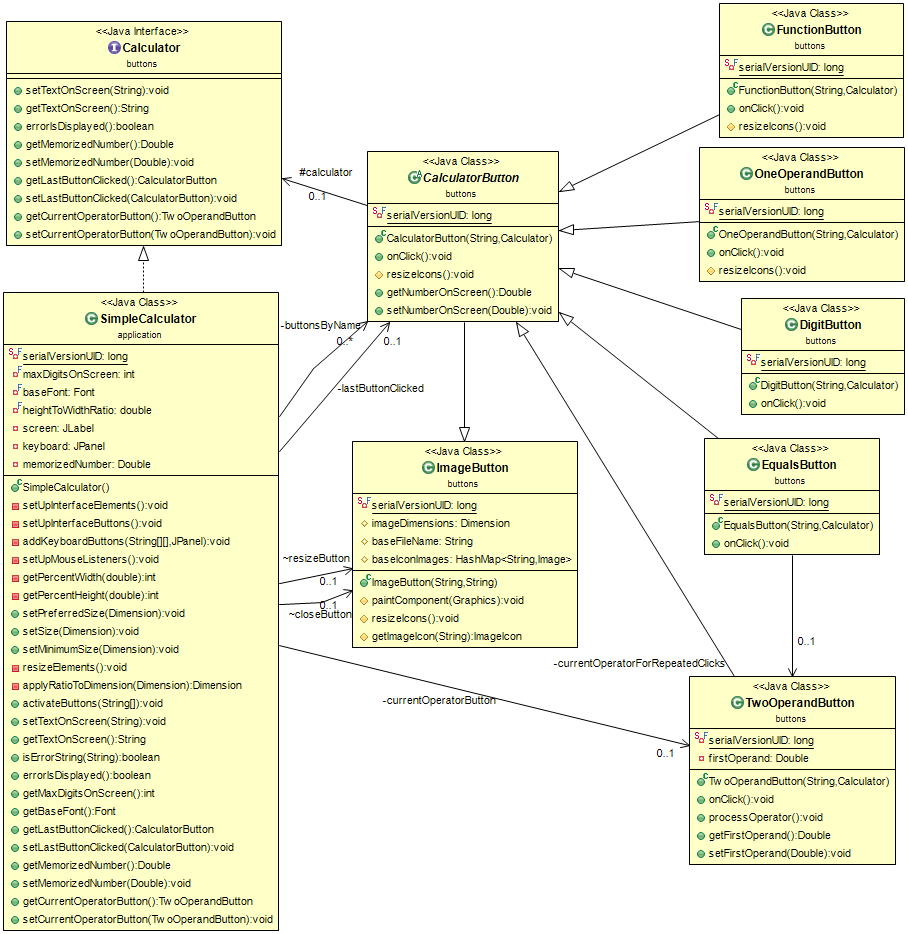 <<Java Interface>>
Calculator
buttons
setTextOnScreen(String):void
getTextOnScreen():String
errorIsDisplayed():boolean
getMemorizedNumber():Double
setMemorizedNumber(Double):void
getLastButtonClicked():CalculatorButton
setLastButtonClicked(CalculatorButton):void
getCurrentOperatorButton():TwoOperandButton
setCurrentOperatorButton(TwoOperandButton):void
<<Java Class>>
SimpleCalculator
application
serialVersionUID: long
maxDigitsOnScreen: int
baseFont: Font
heightToWidthRatio: double
screen: JLabel
keyboard: JPanel
memorizedNumber: Double
SimpleCalculator()
setUpInterfaceElements():void
setUpInterfaceButtons():void
addKeyboardButtons(String[][],JPanel):void
setUpMouseListeners():void
getPercentWidth(double):int
getPercentHeight(double):int
setPreferredSize(Dimension):void
setSize(Dimension):void
setMinimumSize(Dimension):void
resizeElements():void
applyRatioToDimension(Dimension):Dimension
activateButtons(String[]):void
setTextOnScreen(String):void
getTextOnScreen():String
isErrorString(String):boolean
errorIsDisplayed():boolean
getMaxDigitsOnScreen():int
getBaseFont():Font
getLastButtonClicked():CalculatorButton
setLastButtonClicked(CalculatorButton):void
getMemorizedNumber():Double
setMemorizedNumber(Double):void
getCurrentOperatorButton():TwoOperandButton
setCurrentOperatorButton(TwoOperandButton):void
#calculator
0..1
-buttonsByName
0..*
0..1
-lastButtonClicked
~resizeButton
0..1
0..1
~closeButton
-currentOperatorButton
0..1
<<Java Class>>
CalculatorButton
buttons
serialVersionUID: long
CalculatorButton(String,Calculator)
onClick():void
resizeIcons():void
getNumberOnScreen():Double
setNumberOnScreen(Double):void
<<Java Class>>
ImageButton
buttons
serialVersionUID: long
imageDimensions: Dimension
baseFileName: String
baseIconImages: HashMap<String,Image>
ImageButton(String,String)
paintComponent(Graphics):void
resizeIcons():void
getImageIcon(String):ImageIcon
<<Java Class>>
FunctionButton
buttons
serialVersionUID: long
FunctionButton(String,Calculator)
onClick():void
resizeIcons():void
<<Java Class>>
OneOperandButton
buttons
serialVersionUID: long
OneOperandButton(String,Calculator)
onClick():void
resizeIcons():void
<<Java Class>>
DigitButton
buttons
serialVersionUID: long
DigitButton(String,Calculator)
onClick():void
<<Java Class>>
EqualsButton
buttons
serialVersionUID: long
EqualsButton(String,Calculator)
onClick():void
0..1
-currentOperatorForRepeatedClicks
<<Java Class>>
TwoOperandButton
buttons
serialVersionUID: long
firstOperand: Double
TwoOperandButton(String,Calculator)
onClick():void
processOperator():void
getFirstOperand():Double
setFirstOperand(Double):void